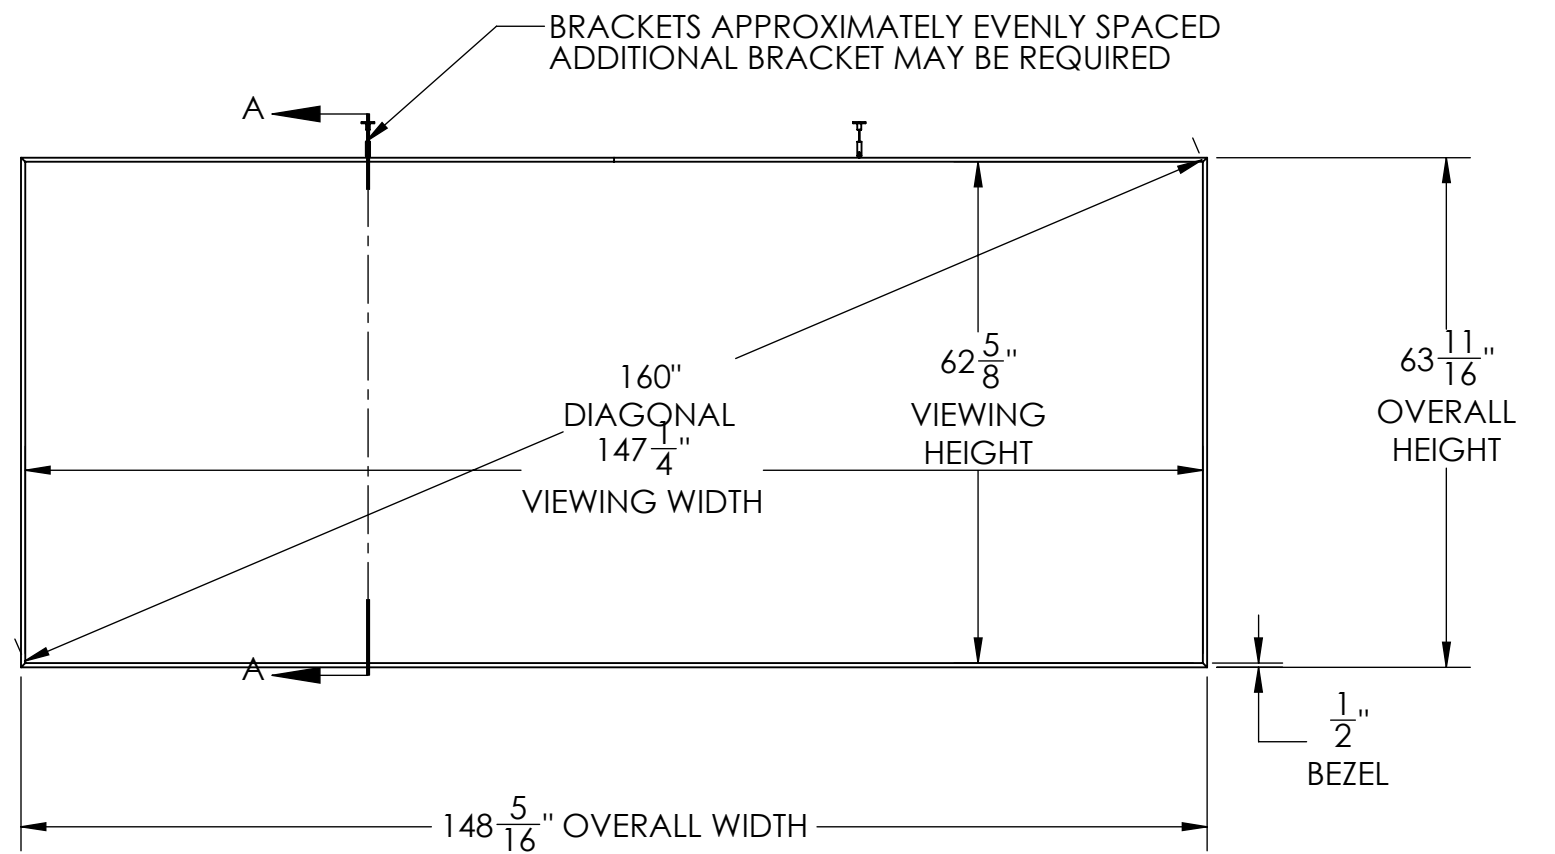 BRACKETS APPROXIMATELY EVENLY SPACED
ADDITIONAL BRACKET MAY BE REQUIRED
A
160"
DIAGONAL
147 1/4"
VIEWING WIDTH
62 5/8"
VIEWING
HEIGHT
63 11/16"
OVERALL
HEIGHT
A
1/2"
BEZEL
148 5/16" OVERALL WIDTH